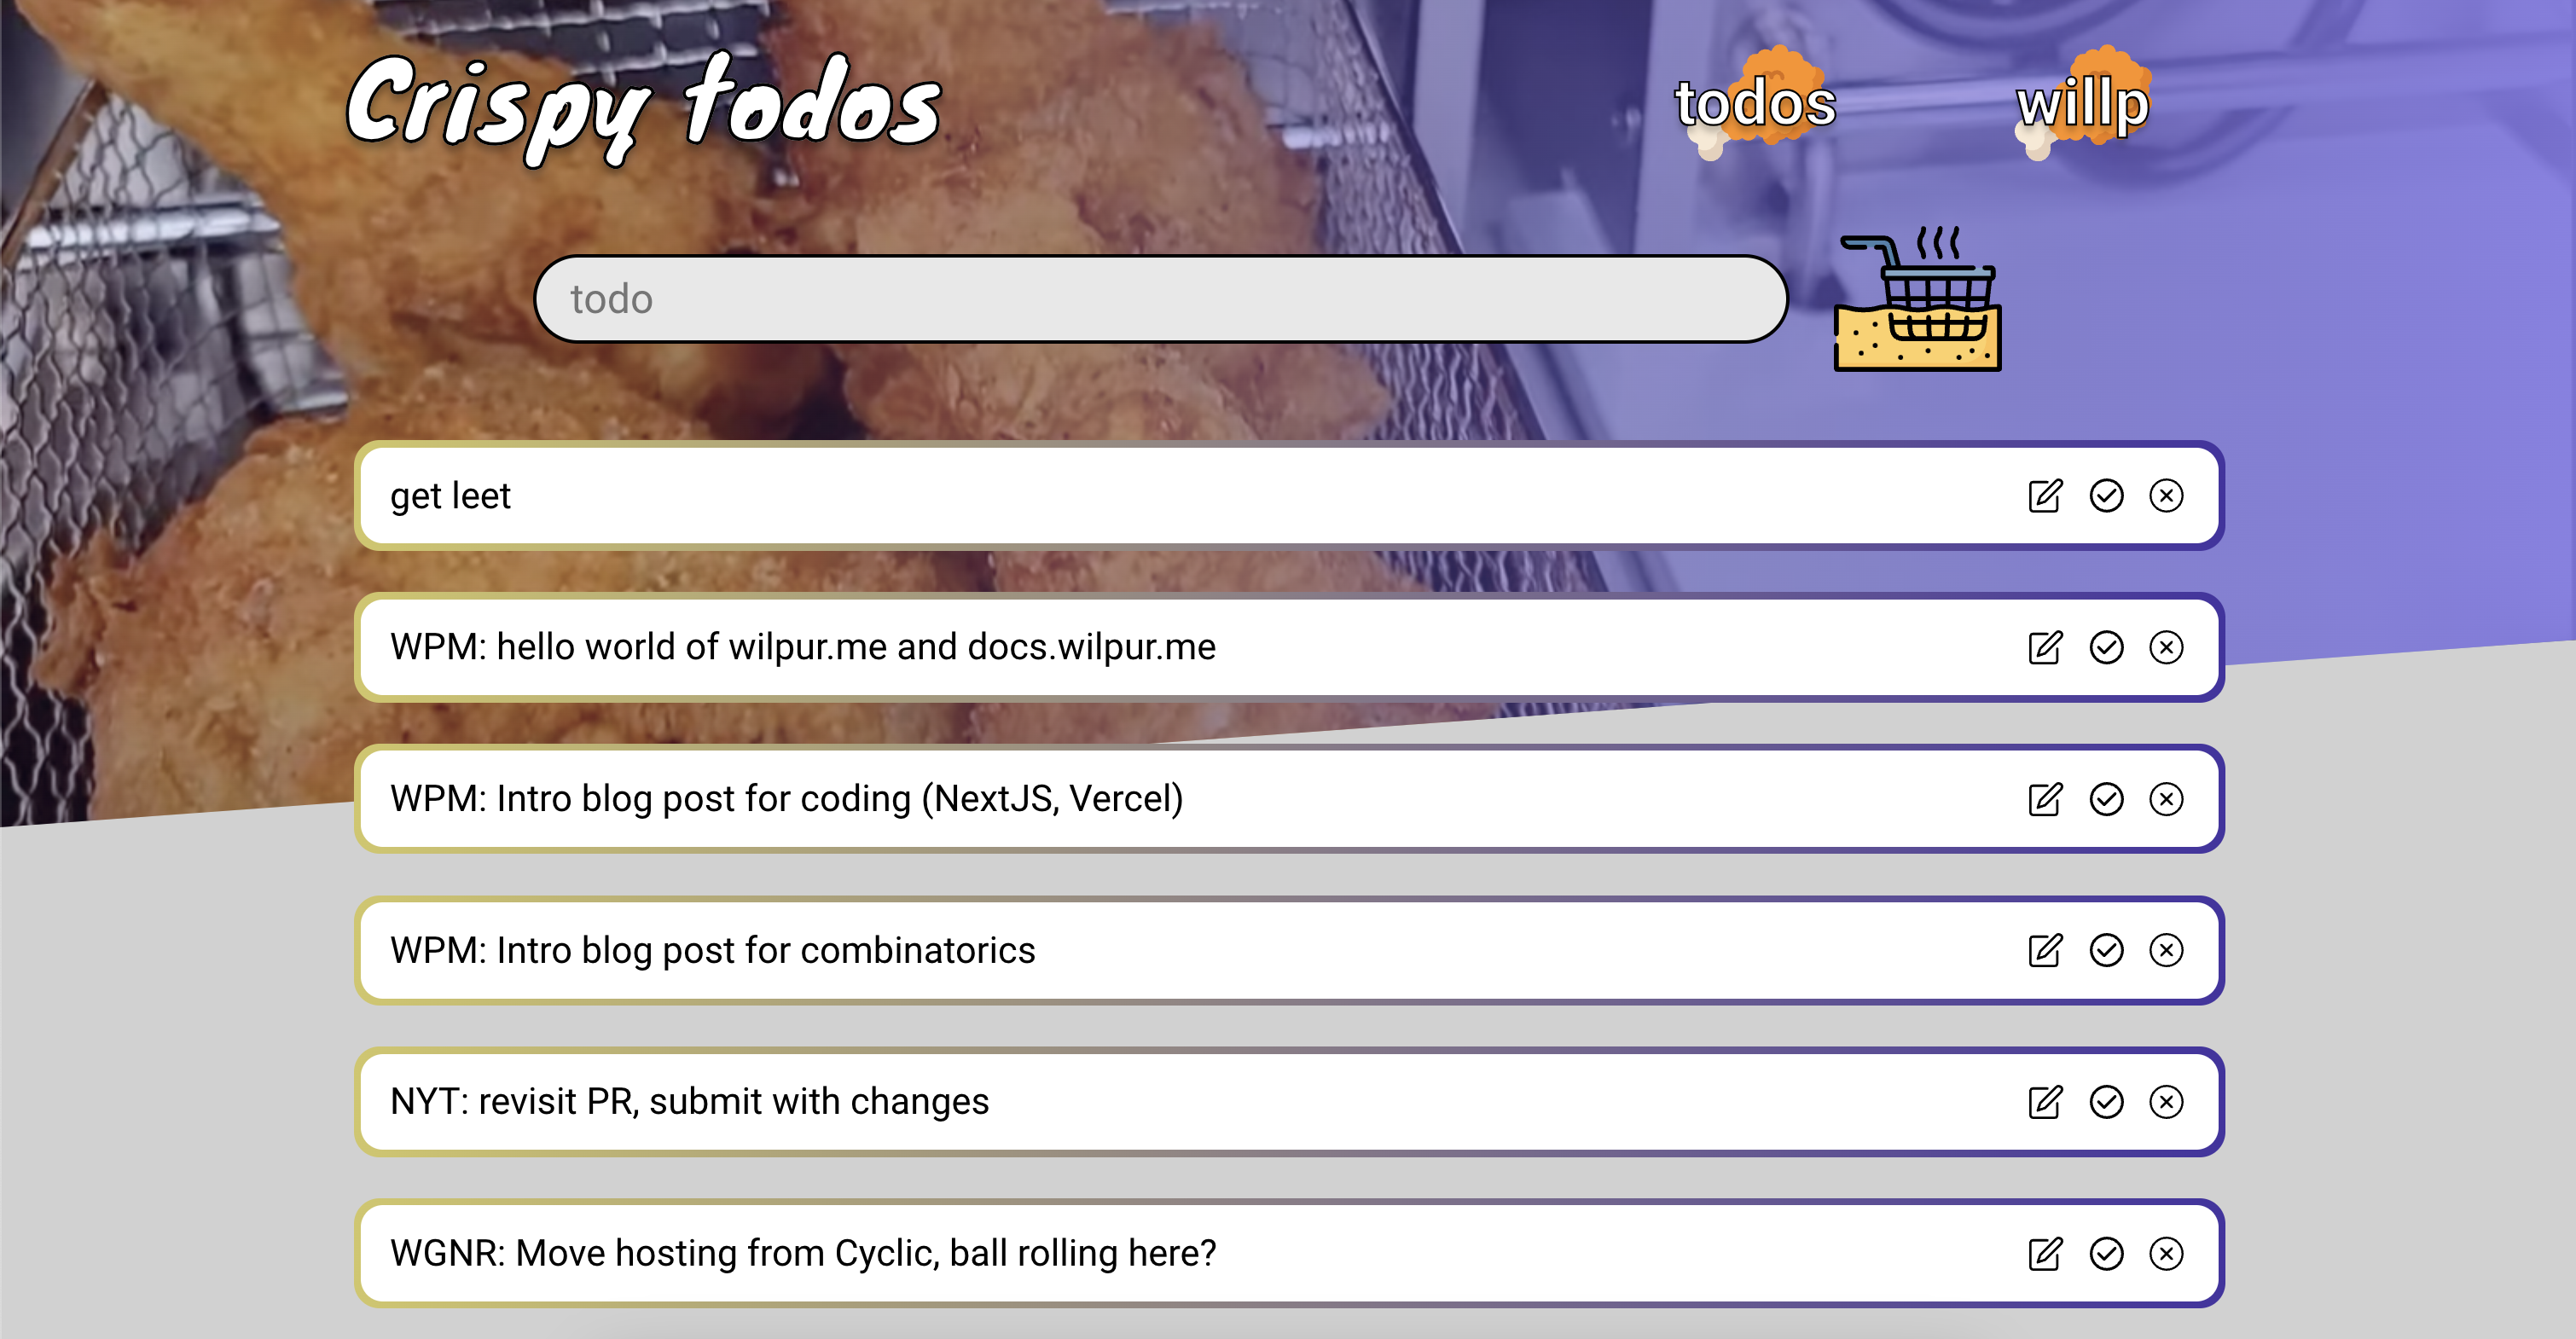 Crispy todos
todos
willp
todo
get leet
WPM: hello world of wilpur.me and docs.wilpur.me
WPM: Intro blog post for coding (NextJS, Vercel)
WPM: Intro blog post for combinatorics
NYT: revisit PR, submit with changes
WGNR: Move hosting from Cyclic, ball rolling here?